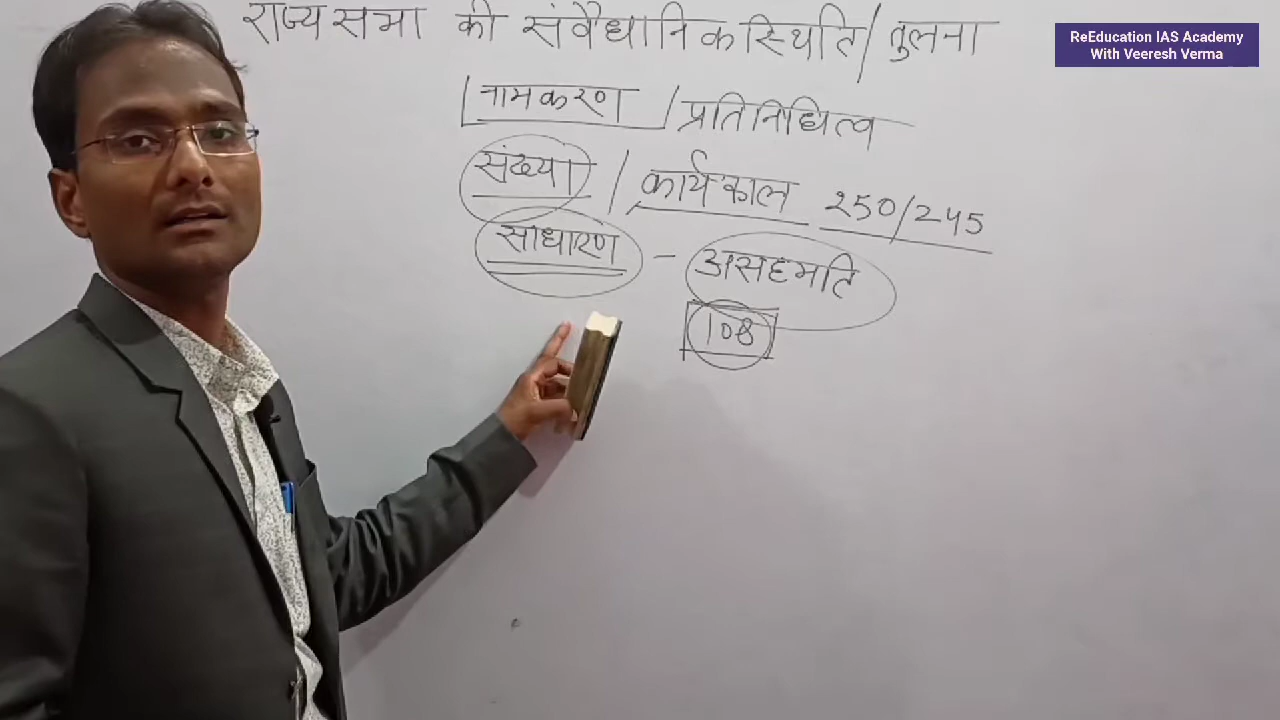 राज्यसभा की संवैधानिक स्थिति/तुलना
ReEducation IAS Academy
With Veeresh Verma
नामकरण / प्रतिनिधित्व
संख्या / कार्यकाल 250/245
साधारण - असहमति
108